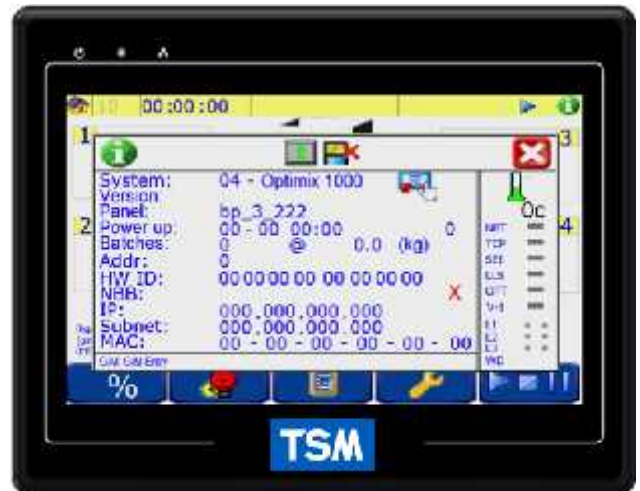 10 00:00:00
1 3
System: 04 - Optimix 1000
Version
0c
Panel: bp_3_222
2 Power up: 00 - 00 00:00 0 4
Batches: 0 @ 0.0 (kg)
Addr: 0
HW ID: 00 00 00 00 00 00 00 00
NBB: X
IP: 000.000.000.000
Subnet: 000.000.000.000
MAC: 00 - 00 - 00 - 00 - 00 - 00
%
TSM